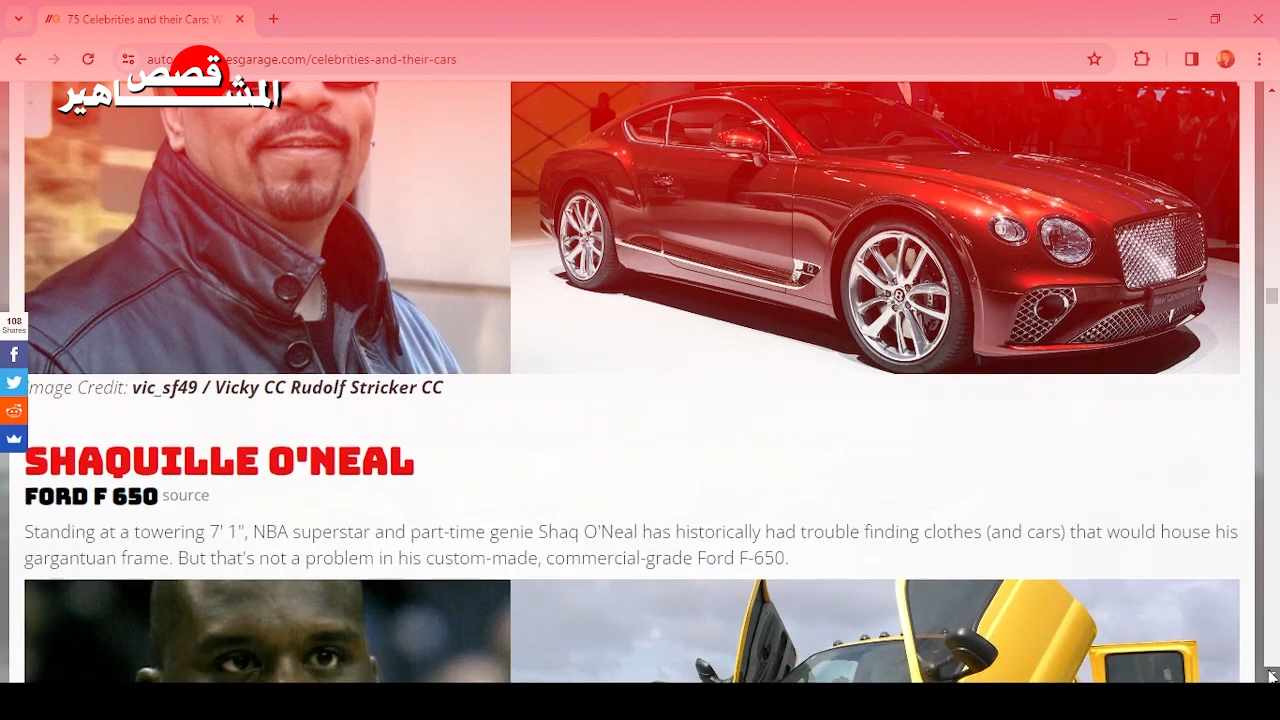 75 Celebrities and their Cars: W
esgarage.com/celebrities-and-their-cars
قصص
المشاهير
108
Shares
mage Credit: vic_sf49 / Vicky CC Rudolf Stricker CC
SHAQUILLE O'NEAL
FORD F 650 source
Standing at a towering 7' 1", NBA superstar and part-time genie Shaq O'Neal has historically had trouble finding clothes (and cars) that would house his
gargantuan frame. But that's not a problem in his custom-made, commercial-grade Ford F-650.